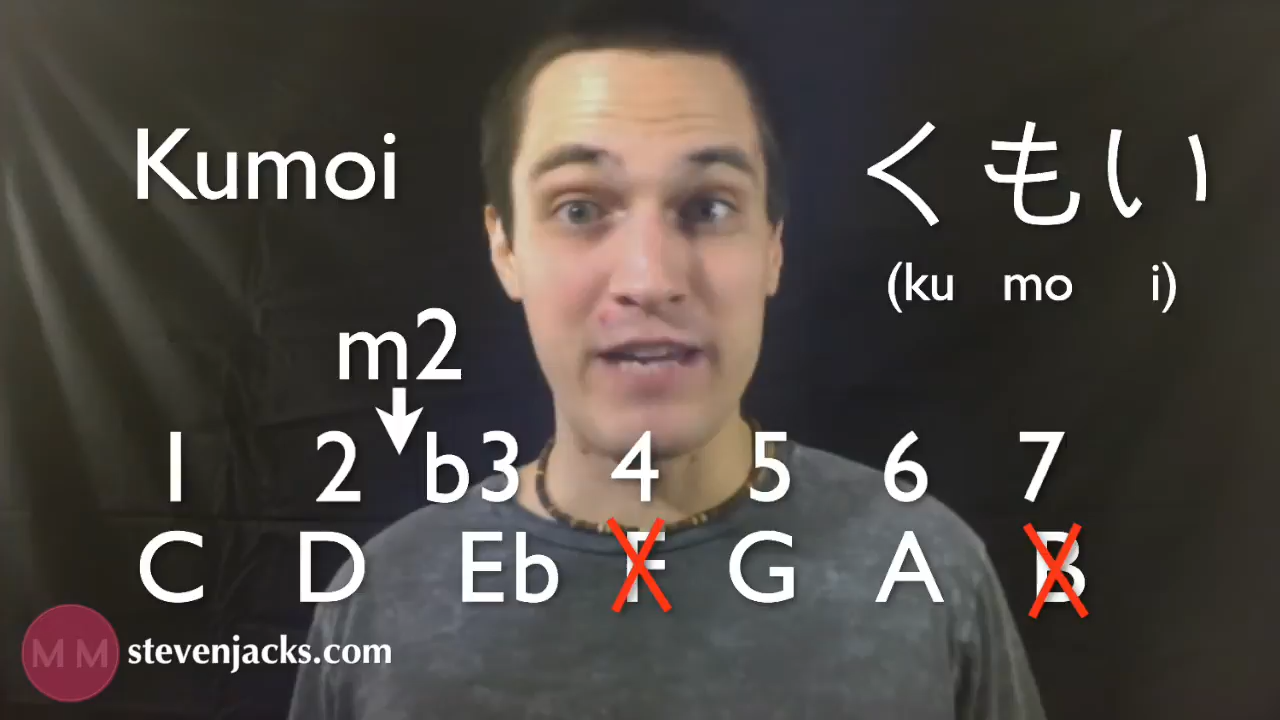 Kumoi
くもい
(ku mo i)
m2
1 2 b3 4 5 6 7
C D Eb F G A B
M M stevenjacks.com